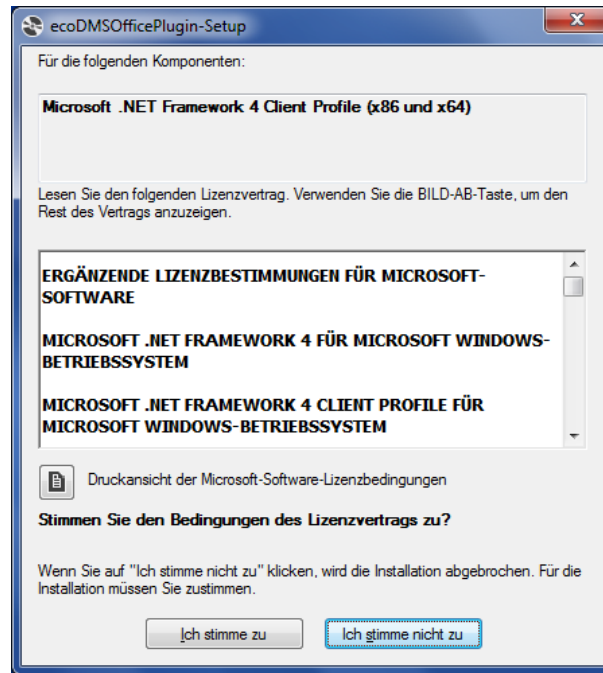 ecoDMSOfficePlugin-Setup
Für die folgenden Komponenten:
Microsoft .NET Framework 4 Client Profile (x86 und x64)
Lesen Sie den folgenden Lizenzvertrag. Verwenden Sie die BILD-AB-Taste, um den
Rest des Vertrags anzuzeigen.
ERGÄNZENDE LIZENZBESTIMMUNGEN FÜR MICROSOFT-
SOFTWARE
MICROSOFT .NET FRAMEWORK 4 FÜR MICROSOFT WINDOWS-
BETRIEBSSYSTEM
MICROSOFT .NET FRAMEWORK 4 CLIENT PROFILE FÜR
MICROSOFT WINDOWS-BETRIEBSSYSTEM
Druckansicht der Microsoft-Software-Lizenzbedingungen
Stimmen Sie den Bedingungen des Lizenzvertrags zu?
Wenn Sie auf "Ich stimme nicht zu" klicken, wird die Installation abgebrochen. Für die
Installation müssen Sie zustimmen.
Ich stimme zu
Ich stimme nicht zu